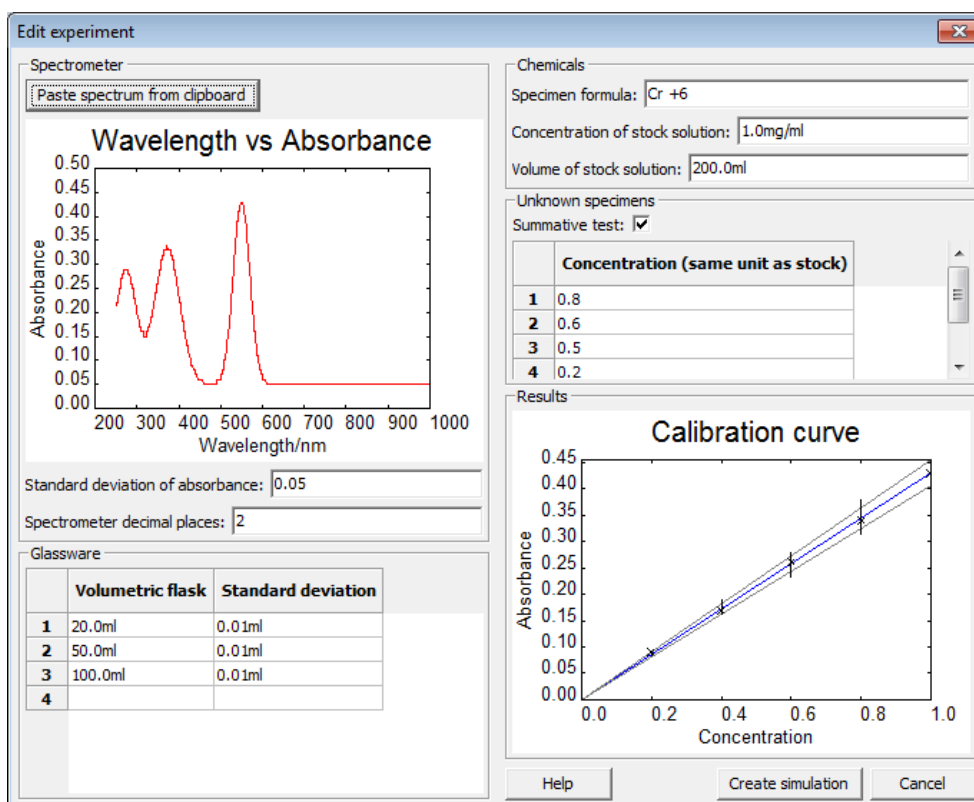 Edit experiment
Spectrometer
Paste spectrum from clipboard
Wavelength vs Absorbance
0.50
0.45
0.40
0.35
0.30
0.25
0.20
0.15
0.10
0.05
0.00
Absorbance
200 300 400 500 600 700 800 900 1000
Wavelength/nm
Standard deviation of absorbance: 0.05
Spectrometer decimal places: 2
Glassware
Volumetric flask Standard deviation
1 20.0ml 0.01ml
2 50.0ml 0.01ml
3 100.0ml 0.01ml
4
Chemicals
Specimen formula: Cr +6
Concentration of stock solution: 1.0mg/ml
Volume of stock solution: 200.0ml
Unknown specimens
Summative test:
Concentration (same unit as stock)
1 0.8
2 0.6
3 0.5
4 0.2
Results
Calibration curve
0.45
0.40
0.35
0.30
0.25
0.20
0.15
0.10
0.05
0.00
Absorbance
0.0 0.2 0.4 0.6 0.8 1.0
Concentration
Help Create simulation Cancel